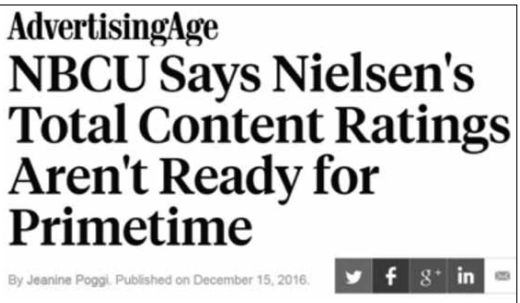 AdvertisingAge
NBCU Says Nielsen's
Total Content Ratings
Aren't Ready for
Primetime
By Jeanine Poggi. Published on December 15, 2016.
f g+ in